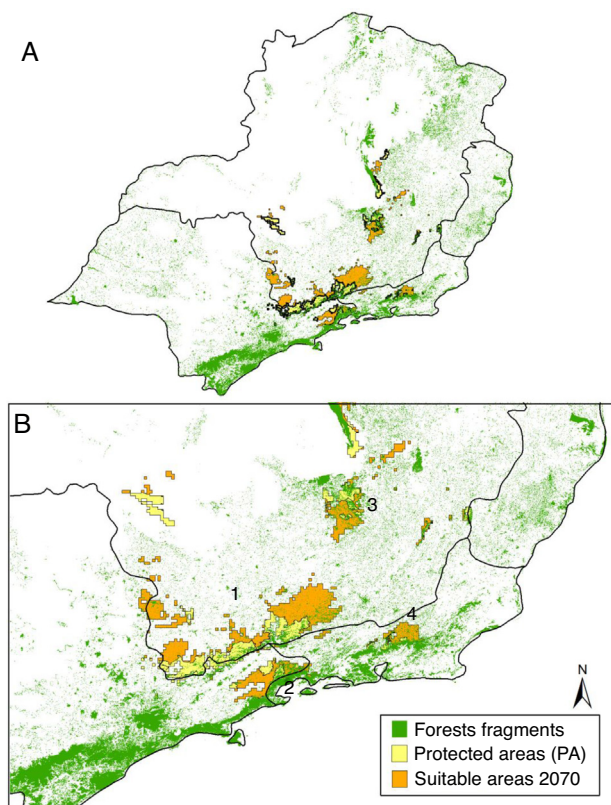 A
B
3
1
4
2
N
Forests fragments
Protected areas (PA)
Suitable areas 2070